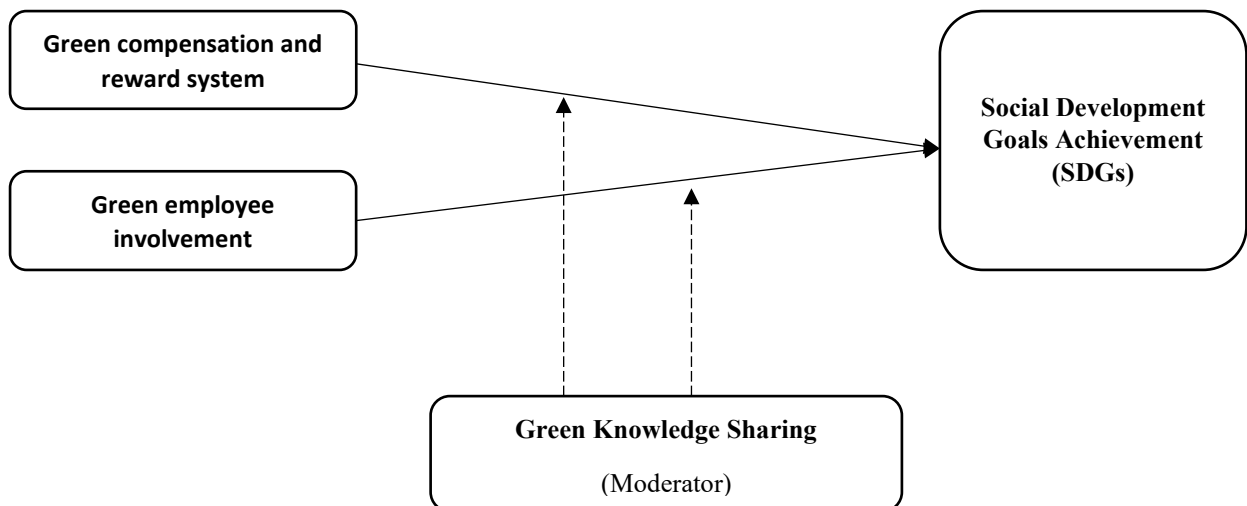 Green compensation and
reward system
Social Development
Goals Achievement
(SDGs)
Green employee
involvement
Green Knowledge Sharing
(Moderator)